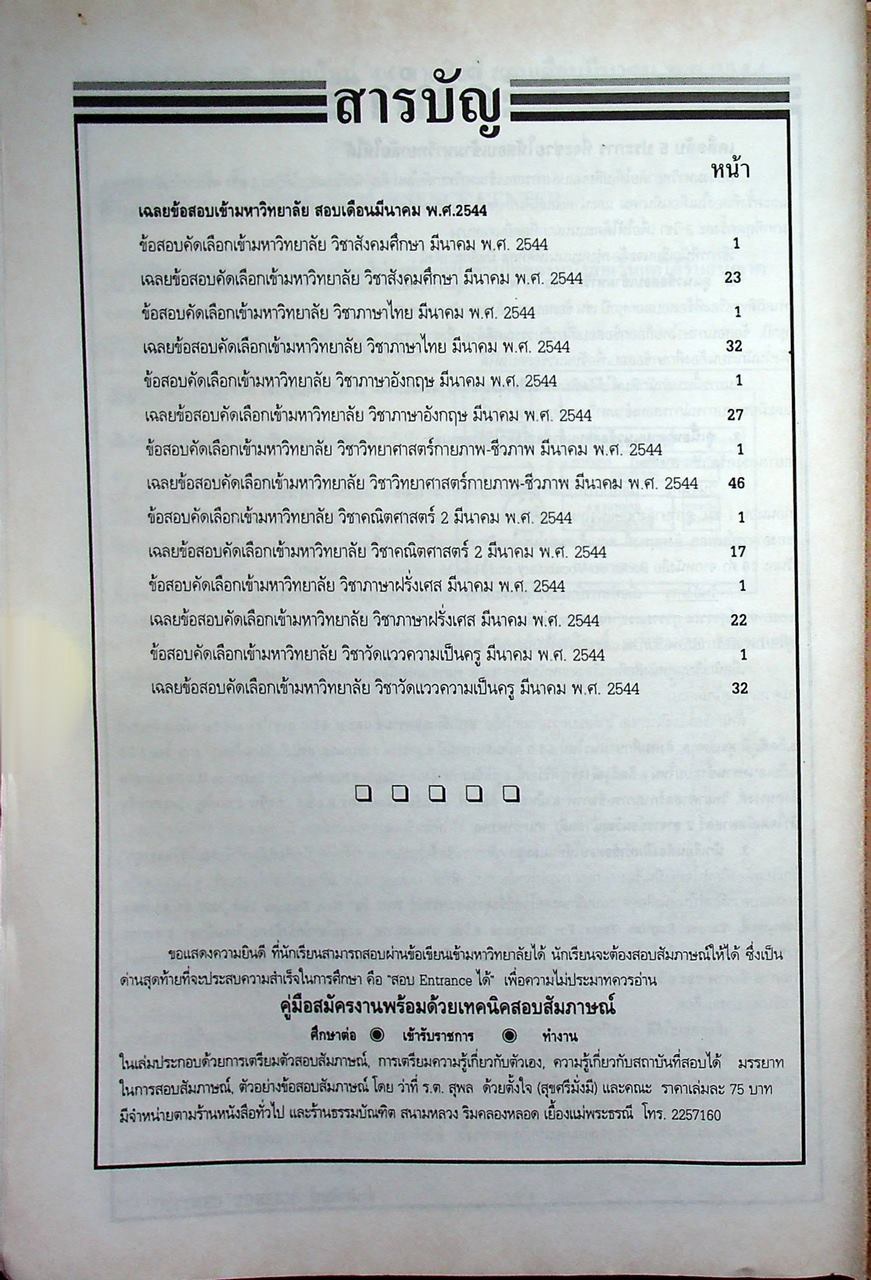 สารบัญ
หน้า
เฉลยข้อสอบเข้ามหาวิทยาลัย สอบเดือนมีนาคม พ.ศ.2544
ข้อสอบคัดเลือกเข้ามหาวิทยาลัย วิชาสังคมศึกษา มีนาคม พ.ศ. 2544 1
เฉลยข้อสอบคัดเลือกเข้ามหาวิทยาลัย วิชาสังคมศึกษา มีนาคม พ.ศ. 2544 23
ข้อสอบคัดเลือกเข้ามหาวิทยาลัย วิชาภาษาไทย มีนาคม พ.ศ. 2544 1
เฉลยข้อสอบคัดเลือกเข้ามหาวิทยาลัย วิชาภาษาไทย มีนาคม พ.ศ. 2544 32
ข้อสอบคัดเลือกเข้ามหาวิทยาลัย วิชาภาษาอังกฤษ มีนาคม พ.ศ. 2544 1
เฉลยข้อสอบคัดเลือกเข้ามหาวิทยาลัย วิชาภาษาอังกฤษ มีนาคม พ.ศ. 2544 27
ข้อสอบคัดเลือกเข้ามหาวิทยาลัย วิชาวิทยาศาสตร์กายภาพ-ชีวภาพ มีนาคม พ.ศ. 2544 1
เฉลยข้อสอบคัดเลือกเข้ามหาวิทยาลัย วิชาวิทยาศาสตร์กายภาพ-ชีวภาพ มีนาคม พ.ศ. 2544 46
ข้อสอบคัดเลือกเข้ามหาวิทยาลัย วิชาคณิตศาสตร์ 2 มีนาคม พ.ศ. 2544 1
เฉลยข้อสอบคัดเลือกเข้ามหาวิทยาลัย วิชาคณิตศาสตร์ 2 มีนาคม พ.ศ. 2544 17
ข้อสอบคัดเลือกเข้ามหาวิทยาลัย วิชาภาษาฝรั่งเศส มีนาคม พ.ศ. 2544 1
เฉลยข้อสอบคัดเลือกเข้ามหาวิทยาลัย วิชาภาษาฝรั่งเศส มีนาคม พ.ศ. 2544 22
ข้อสอบคัดเลือกเข้ามหาวิทยาลัย วิชาวัดแววความเป็นครู มีนาคม พ.ศ. 2544 1
เฉลยข้อสอบคัดเลือกเข้ามหาวิทยาลัย วิชาวัดแววความเป็นครู มีนาคม พ.ศ. 2544 32
ขอแสดงความยินดี ที่นักเรียนสามารถสอบผ่านข้อเขียนเข้ามหาวิทยาลัยได้ นักเรียนจะต้องสอบสัมภาษณ์ให้ได้ ซึ่งเป็น
ด่านสุดท้ายที่จะประสบความสำเร็จในการศึกษา คือ "สอบ Entrance ได้" เพื่อความไม่ประมาทควรอ่าน
คู่มือสมัครงานพร้อมด้วยเทคนิคสอบสัมภาษณ์
ศึกษาต่อ ◉ เข้ารับราชการ ◉ ทำงาน
ในเล่มประกอบด้วยการเตรียมตัวสอบสัมภาษณ์, การเตรียมความรู้เกี่ยวกับตัวเอง, ความรู้เกี่ยวกับสถาบันที่สอบได้ มรรยาท
ในการสอบสัมภาษณ์, ตัวอย่างข้อสอบสัมภาษณ์ โดย ว่าที่ ร.ต. สุพล ด้วยตั้งใจ (สุขศรีมั่งมี) และคณะ ราคาเล่มละ 75 บาท
มีจำหน่ายตามร้านหนังสือทั่วไป และร้านธรรมบัณฑิต สนามหลวง ริมคลองหลอด เยื้องแม่พระธรณี โทร. 2257160